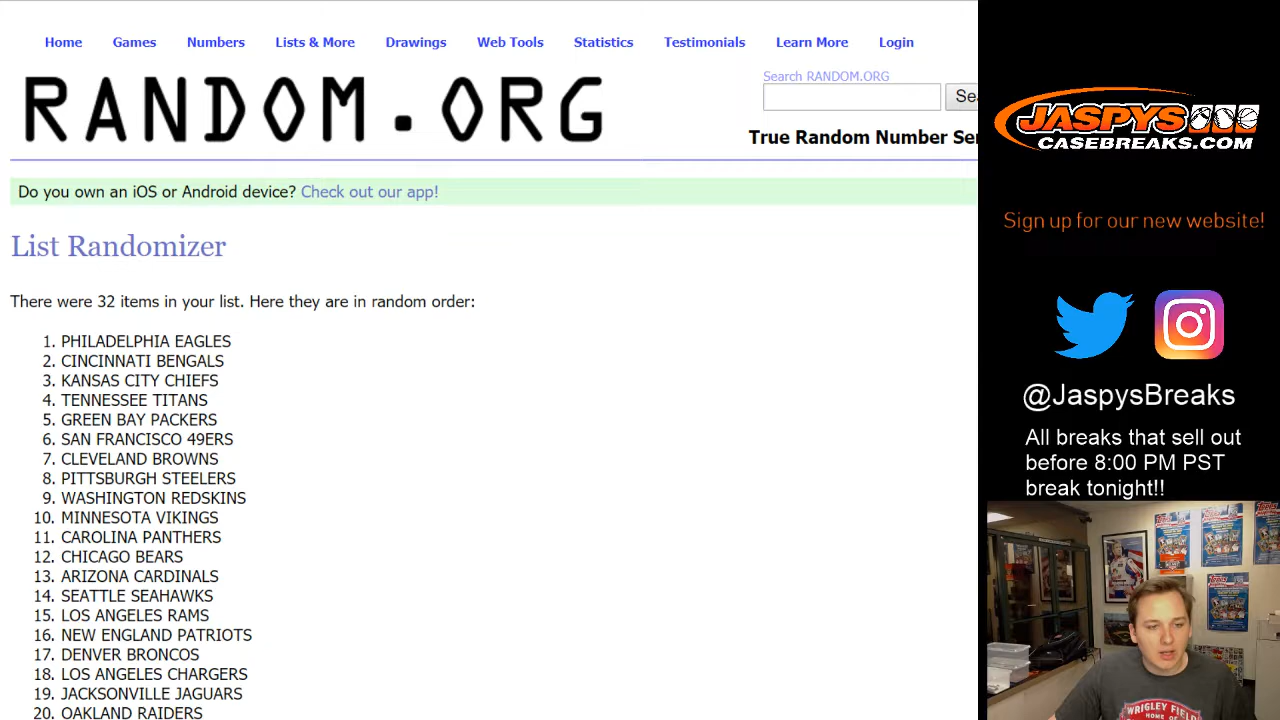 Home Games Numbers Lists & More Drawings Web Tools Statistics Testimonials Learn More Login
RANDOM.ORG
Search RANDOM.ORG
Sea
True Random Number Ser
Do you own an iOS or Android device? Check out our app!
List Randomizer
There were 32 items in your list. Here they are in random order:
1. PHILADELPHIA EAGLES
2. CINCINNATI BENGALS
3. KANSAS CITY CHIEFS
4. TENNESSEE TITANS
5. GREEN BAY PACKERS
6. SAN FRANCISCO 49ERS
7. CLEVELAND BROWNS
8. PITTSBURGH STEELERS
9. WASHINGTON REDSKINS
10. MINNESOTA VIKINGS
11. CAROLINA PANTHERS
12. CHICAGO BEARS
13. ARIZONA CARDINALS
14. SEATTLE SEAHAWKS
15. LOS ANGELES RAMS
16. NEW ENGLAND PATRIOTS
17. DENVER BRONCOS
18. LOS ANGELES CHARGERS
19. JACKSONVILLE JAGUARS
20. OAKLAND RAIDERS
JASPYS
CASEBREAKS.COM
Sign up for our new website!
@JaspysBreaks
All breaks that sell out
before 8:00 PM PST
break tonight!!
WRIGLEY FIELD
HOME OF